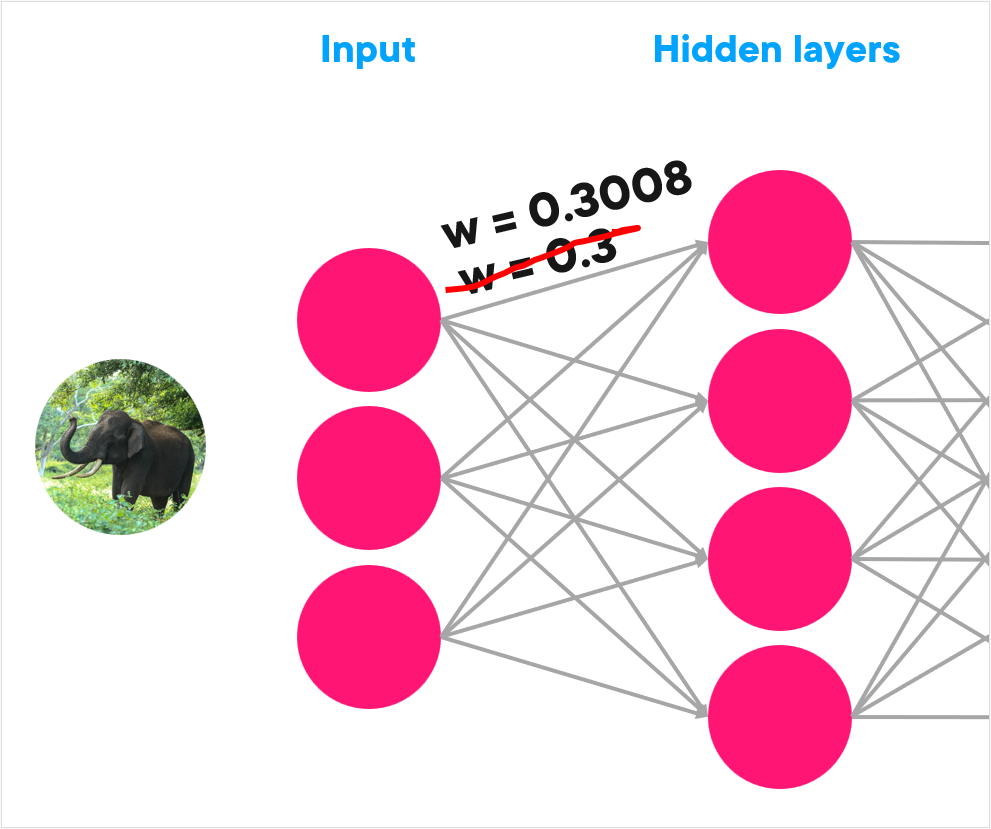 Input
Hidden layers
w = 0.3008
w = 0.3